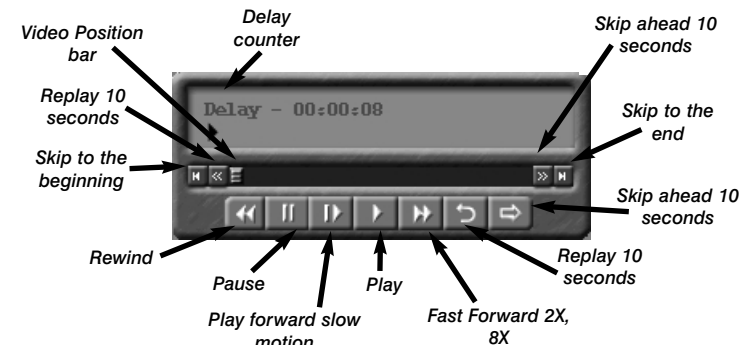 Delay
counter
Video Position
bar
Skip ahead 10
seconds
Replay 10
seconds
Skip to the
end
Skip to the
beginning
Delay - 00:00:08
Skip ahead 10
seconds
Rewind
Replay 10
seconds
Pause
Play
Play forward slow
motion
Fast Forward 2X,
8X